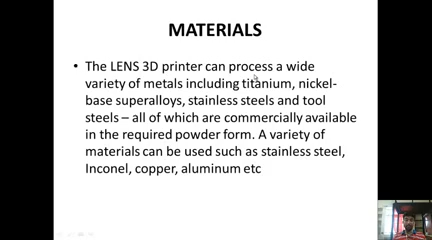 MATERIALS
• The LENS 3D printer can process a wide
variety of metals including titanium, nickel-
base superalloys, stainless steels and tool
steels – all of which are commercially available
in the required powder form. A variety of
materials can be used such as stainless steel,
Inconel, copper, aluminum etc